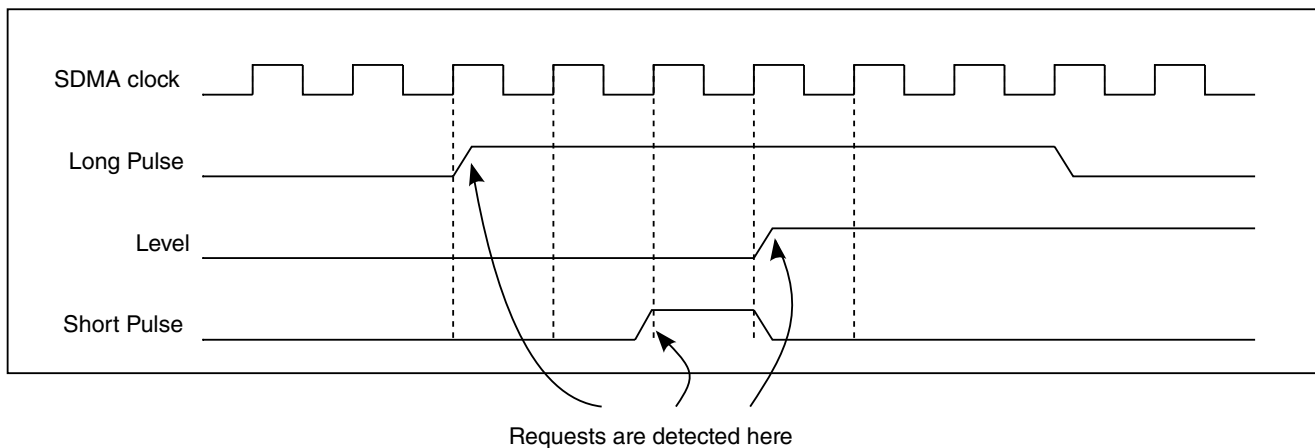 SDMA clock
Long Pulse
Level
Short Pulse
Requests are detected here